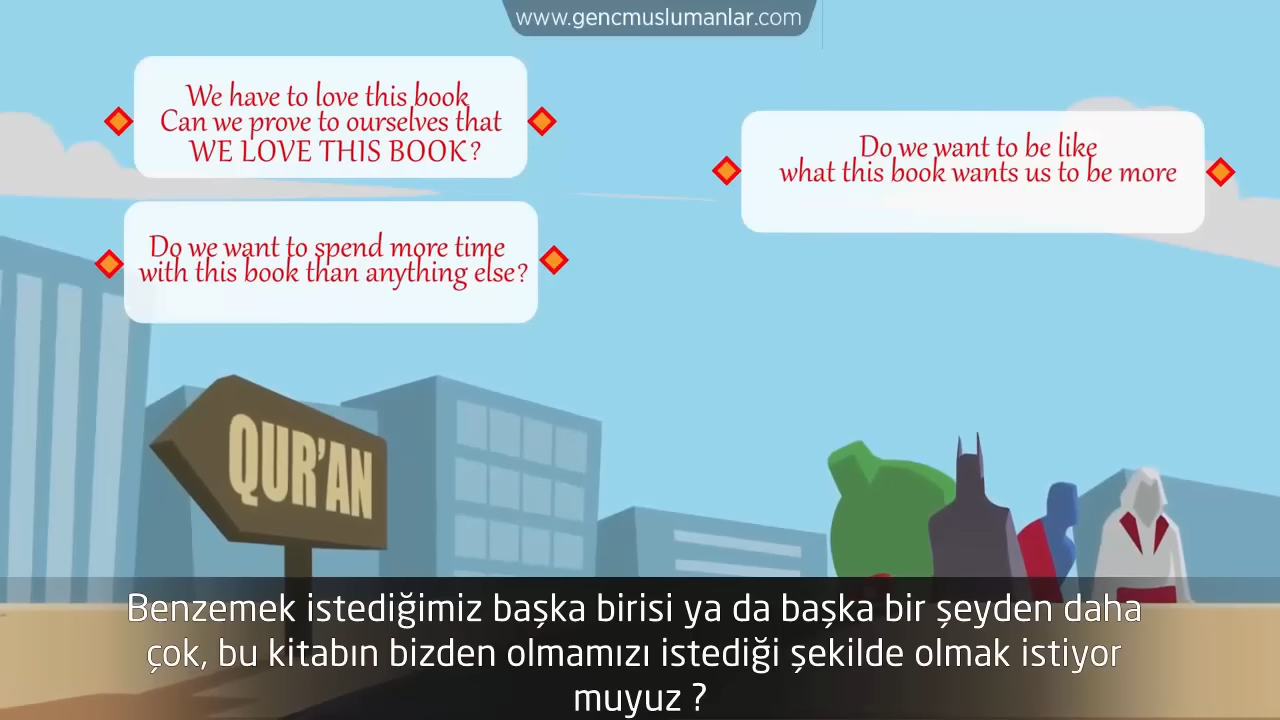 www.gencmuslumanlar.com
We have to love this book
Can we prove to ourselves that
WE LOVE THIS BOOK?
Do we want to be like
what this book wants us to be more
Do we want to spend more time
with this book than anything else?
QUR'AN
Benzemek istediğimiz başka birisi ya da başka bir şeyden daha
çok, bu kitabın bizden olmamızı istediği şekilde olmak istiyor
muyuz ?